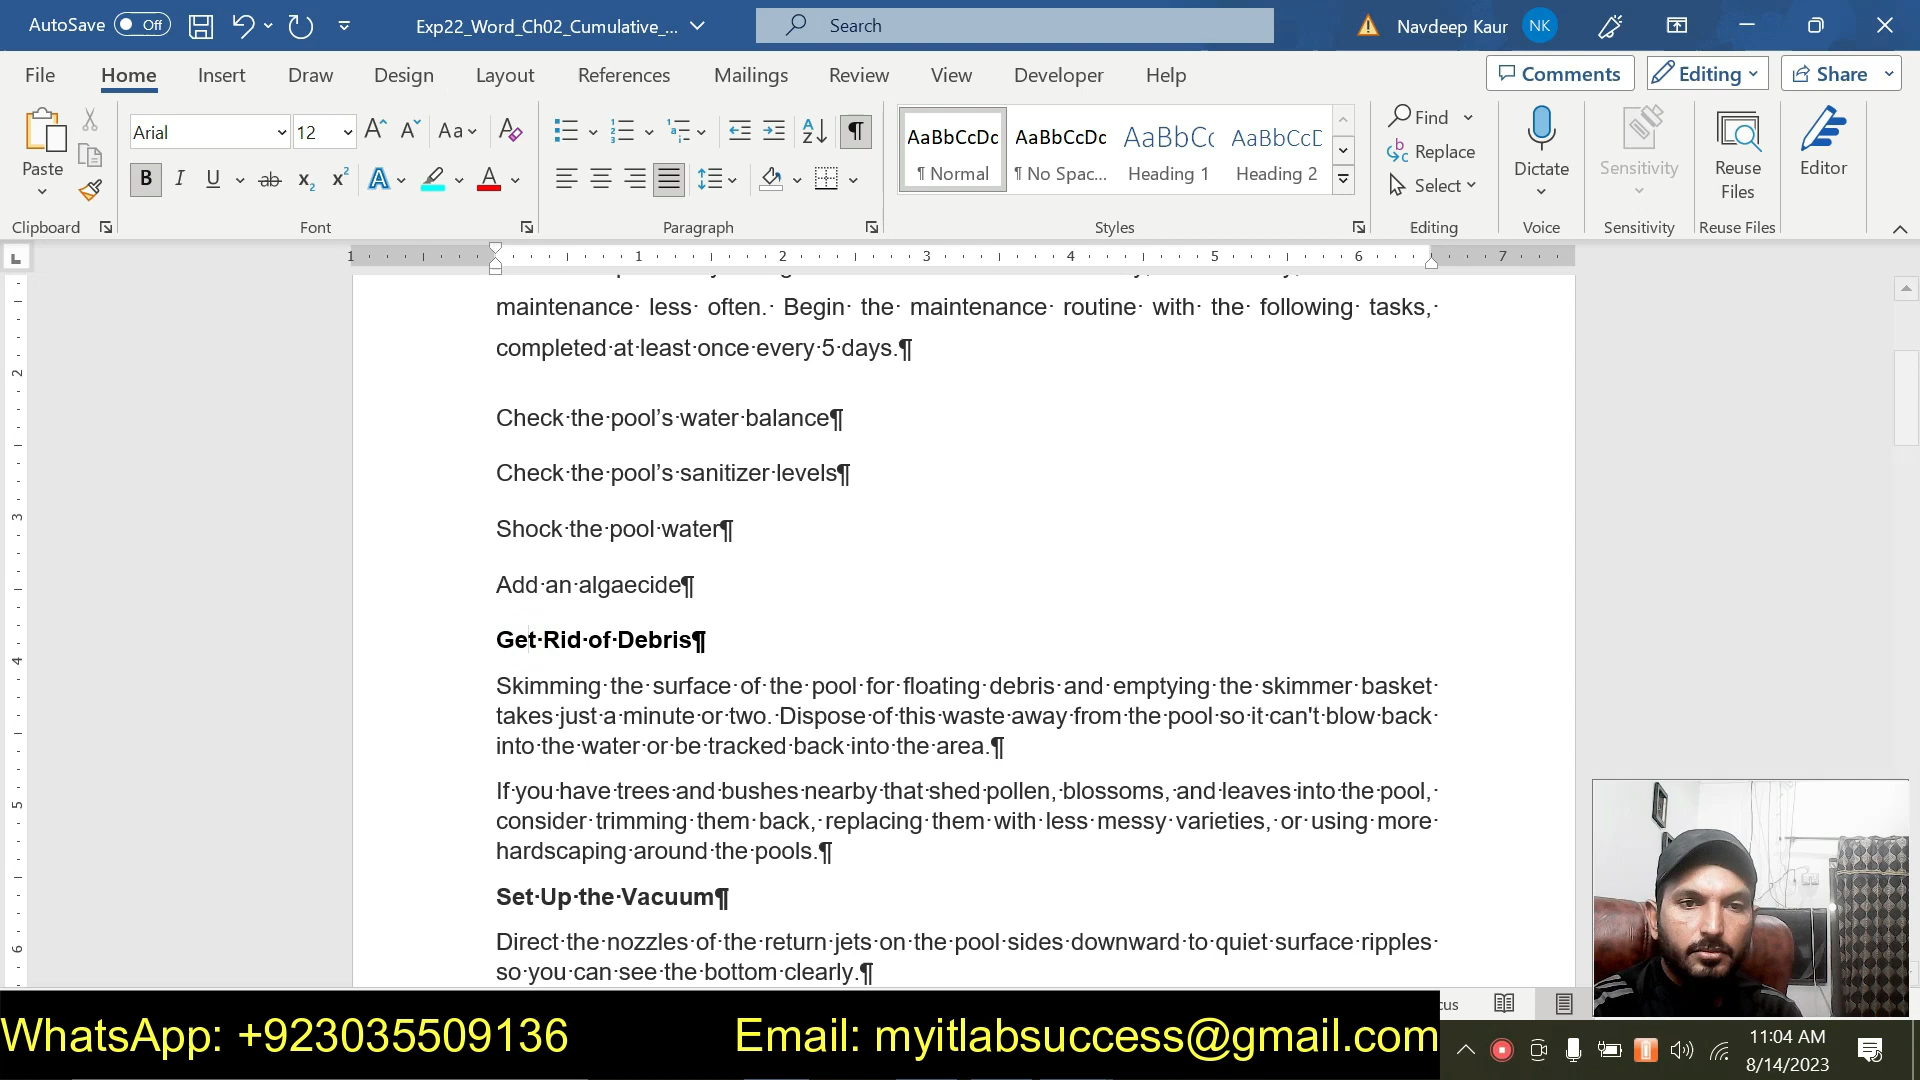 AutoSave Off Exp22_Word_Ch02_Cumulative_... Search Navdeep Kaur NK
File Home Insert Draw Design Layout References Mailings Review View Developer Help Comments Editing Share
Paste Arial 12 Aa AaBbCcDc AaBbCcDc AaBbCc AaBbCcD Find Replace Select Dictate Sensitivity Reuse Files Editor
¶ Normal ¶ No Spac... Heading 1 Heading 2
Clipboard Font Paragraph Styles Editing Voice Sensitivity Reuse Files
1 1 2 3 4 5 6 7
maintenance· less· often.· Begin· the· maintenance· routine· with· the· following· tasks,·
completed·at·least·once·every·5·days.¶
Check·the·pool’s·water·balance¶
Check·the·pool’s·sanitizer·levels¶
Shock·the·pool·water¶
Add·an·algaecide¶
Get·Rid·of·Debris¶
Skimming·the·surface·of·the·pool·for·floating·debris·and·emptying·the·skimmer·basket·
takes·just·a·minute·or·two.·Dispose·of·this·waste·away·from·the·pool·so·it·can't·blow·back·
into·the·water·or·be·tracked·back·into·the·area.¶
If·you·have·trees·and·bushes·nearby·that·shed·pollen,·blossoms,·and·leaves·into·the·pool,·
consider·trimming·them·back,·replacing·them·with·less·messy·varieties,·or·using·more·
hardscaping·around·the·pools.¶
Set·Up·the·Vacuum¶
Direct·the·nozzles·of·the·return·jets·on·the·pool·sides·downward·to·quiet·surface·ripples·
so·you·can·see·the·bottom·clearly.¶
WhatsApp: +923035509136 Email: myitlabsuccess@gmail.com
11:04 AM
8/14/2023